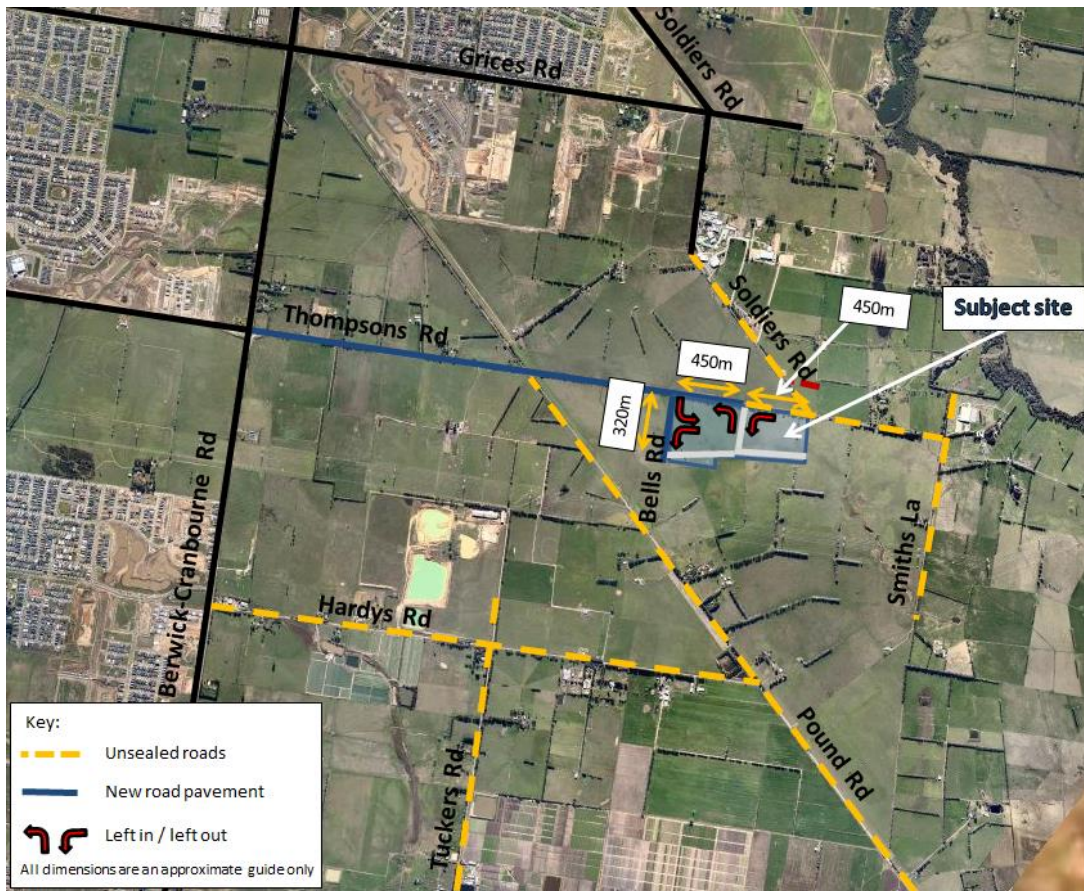 Grices Rd
Soldiers Rd
Thompsons Rd
Soldiers Rd
450m
Subject site
450m
320m
Bells Rd
Berwick-Cranbourne Rd
Smiths La
Hardys Rd
Pound Rd
Tuckers Rd
Key:
Unsealed roads
New road pavement
Left in / left out
All dimensions are an approximate guide only